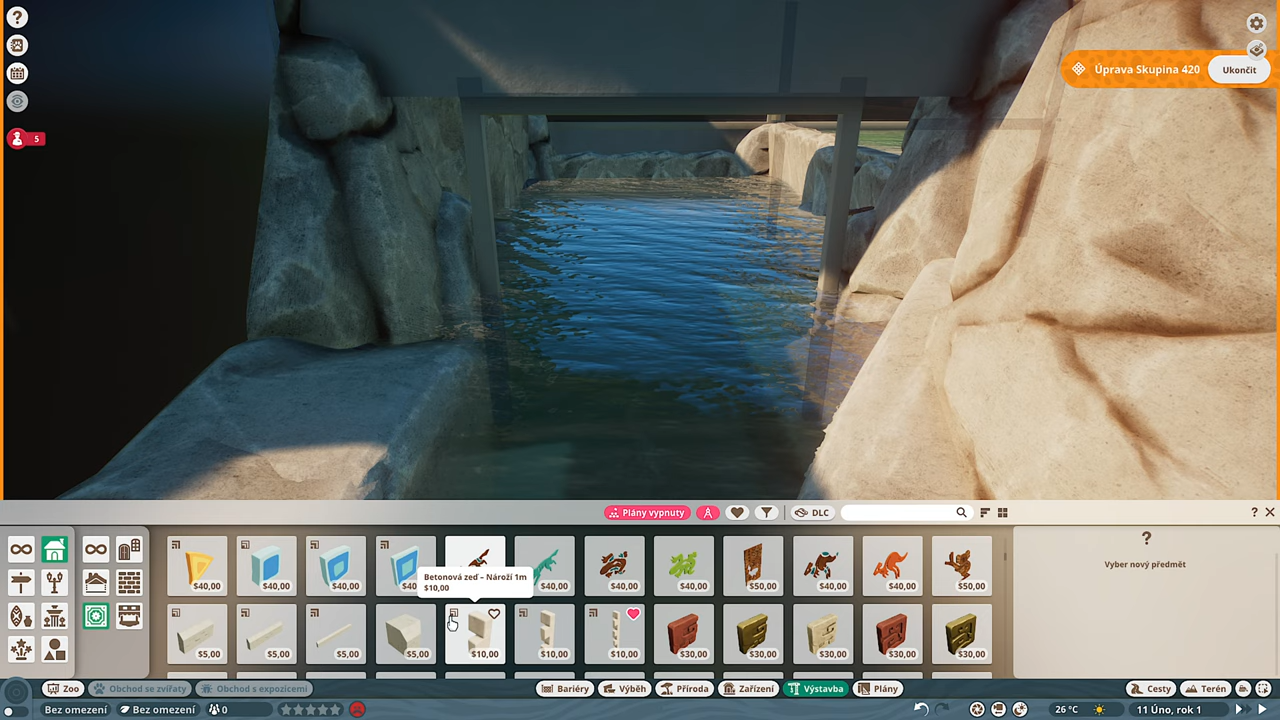 ?
Úprava Skupina 420
Ukončit
5
Plány vypnuty
DLC
? ×
$40,00 $40,00 $40,00 $40,00 $40,00 $40,00 $40,00 $50,00 $40,00 $40,00 $50,00
Betonová zeď – Nároží 1m
$10,00
$5,00 $5,00 $5,00 $5,00 $10,00 $10,00 $10,00 $30,00 $30,00 $30,00 $30,00 $30,00
?
Vyber nový předmět
Zoo Obchod se zvířaty Obchod s expozicemi Bariéry Výběh Příroda Zařízení Výstavba Plány Cesty Terén
Bez omezení Bez omezení 0 26 °C 11 Úno, rok 1